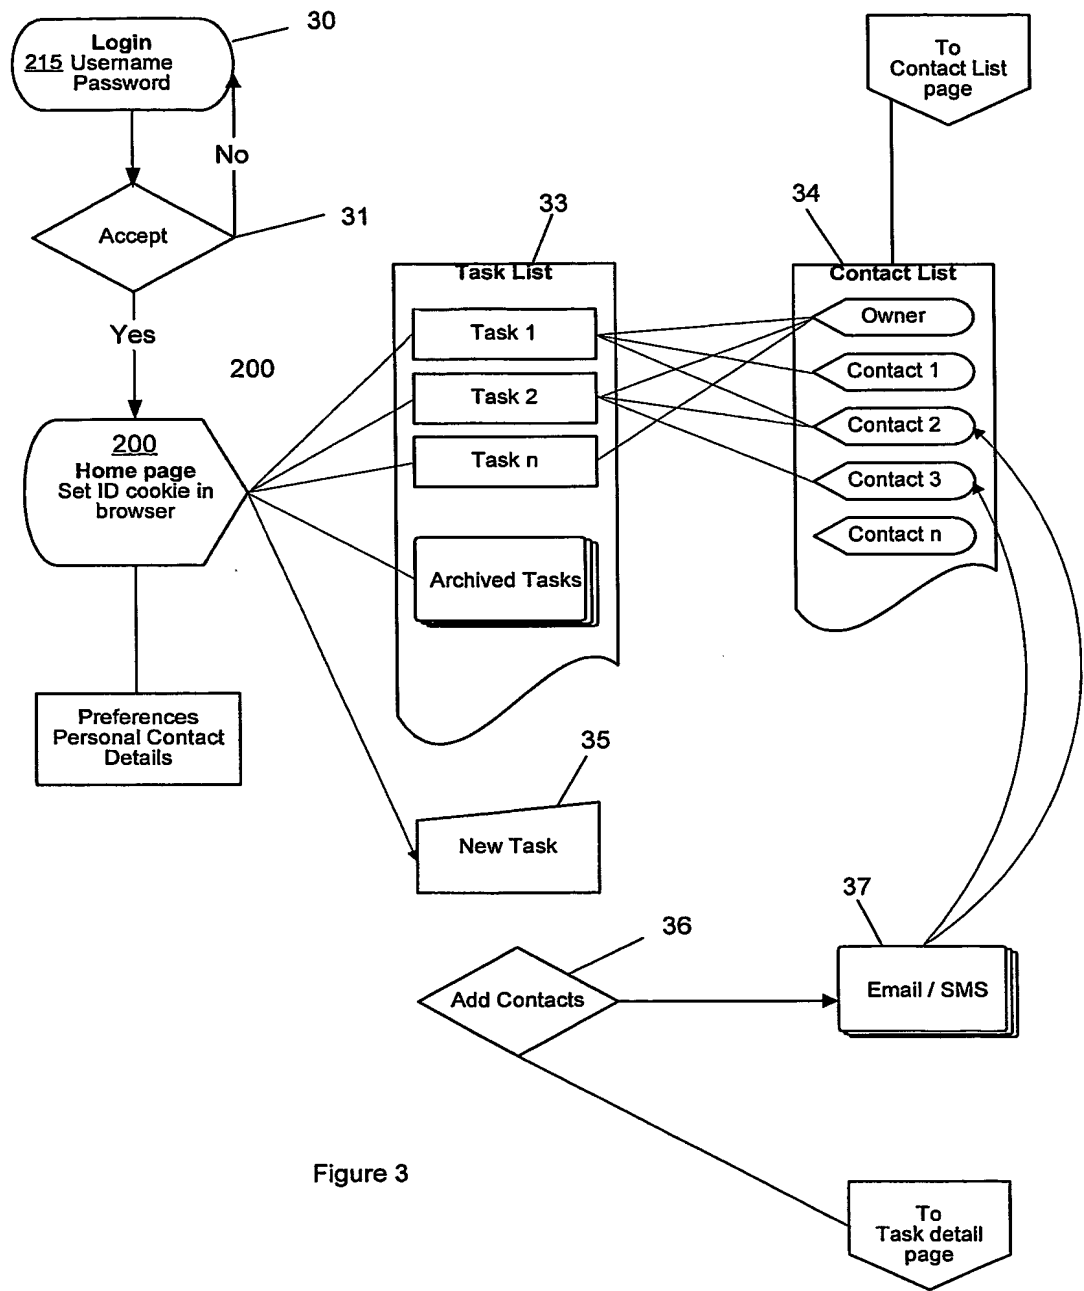 30
Login
215 Username
Password
No
Accept
31
Yes
200
200
Home page
Set ID cookie in
browser
Preferences
Personal Contact
Details
33
Task List
Task 1
Task 2
Task n
Archived Tasks
35
New Task
36
Add Contacts
To
Contact List
page
34
Contact List
Owner
Contact 1
Contact 2
Contact 3
Contact n
37
Email / SMS
To
Task detail
page
Figure 3